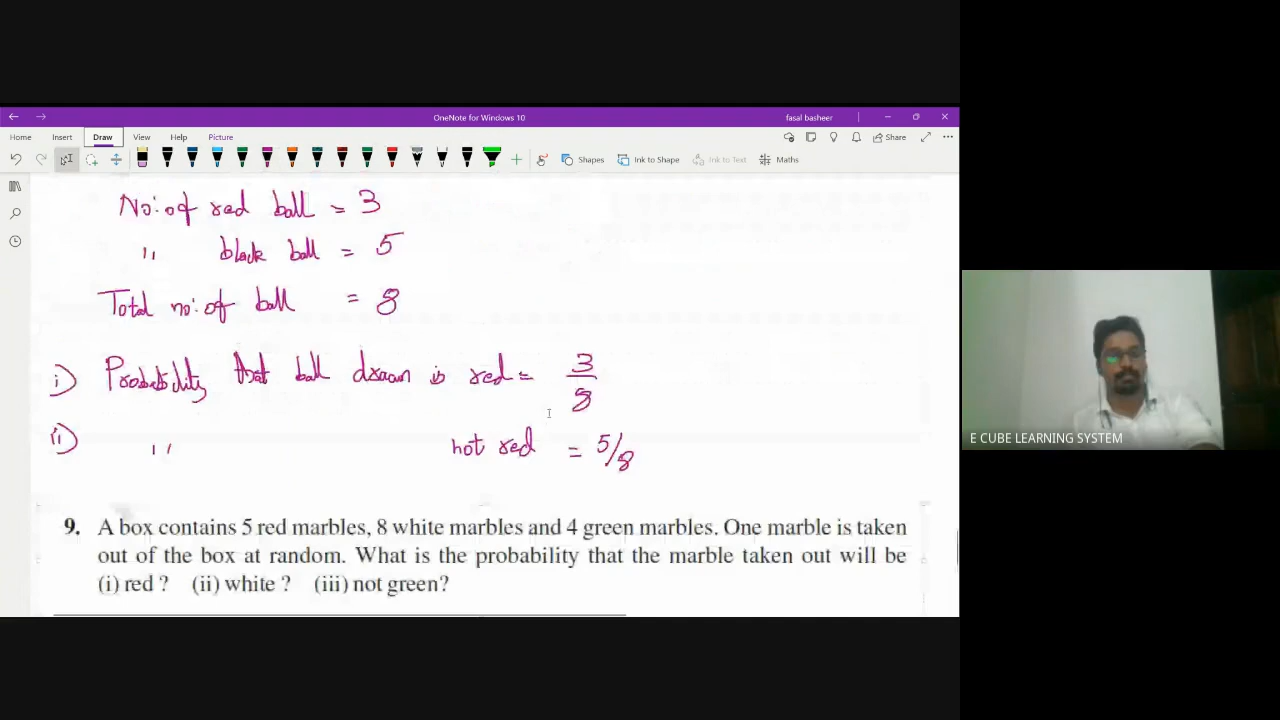 OneNote for Windows 10
fasal basheer
Home Insert Draw View Help Picture
Share
Shapes Ink to Shape Ink to Text Maths
No: of red ball = 3
,, black ball = 5
Total no: of ball = 8
i) Probability that ball drawn is red = 3/8
ii) ,, not red = 5/8
9. A box contains 5 red marbles, 8 white marbles and 4 green marbles. One marble is taken
out of the box at random. What is the probability that the marble taken out will be
(i) red ? (ii) white ? (iii) not green?
E CUBE LEARNING SYSTEM